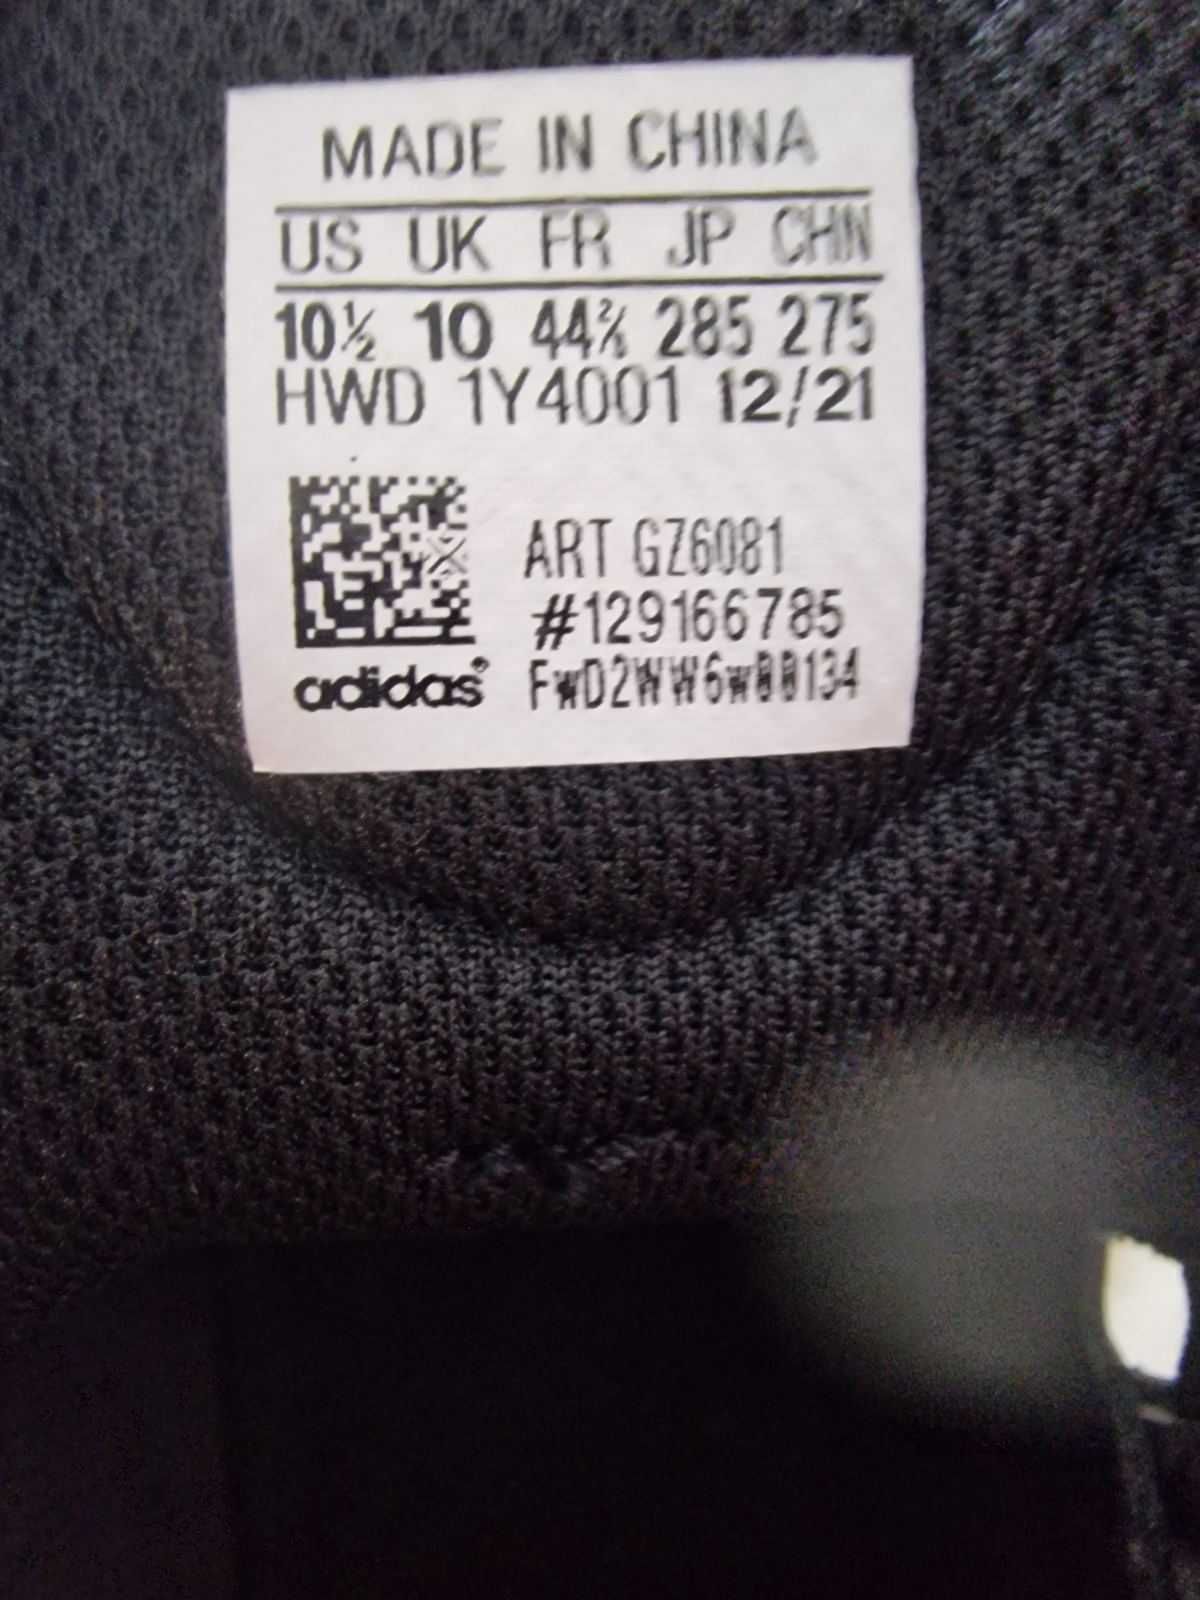 MADE IN CHINA
US UK FR JP CHN
10½ 10 44⅔ 285 275
HWD 1Y4001 12/21
ART GZ6081
#129166785
adidas® FwD2WW6w00134